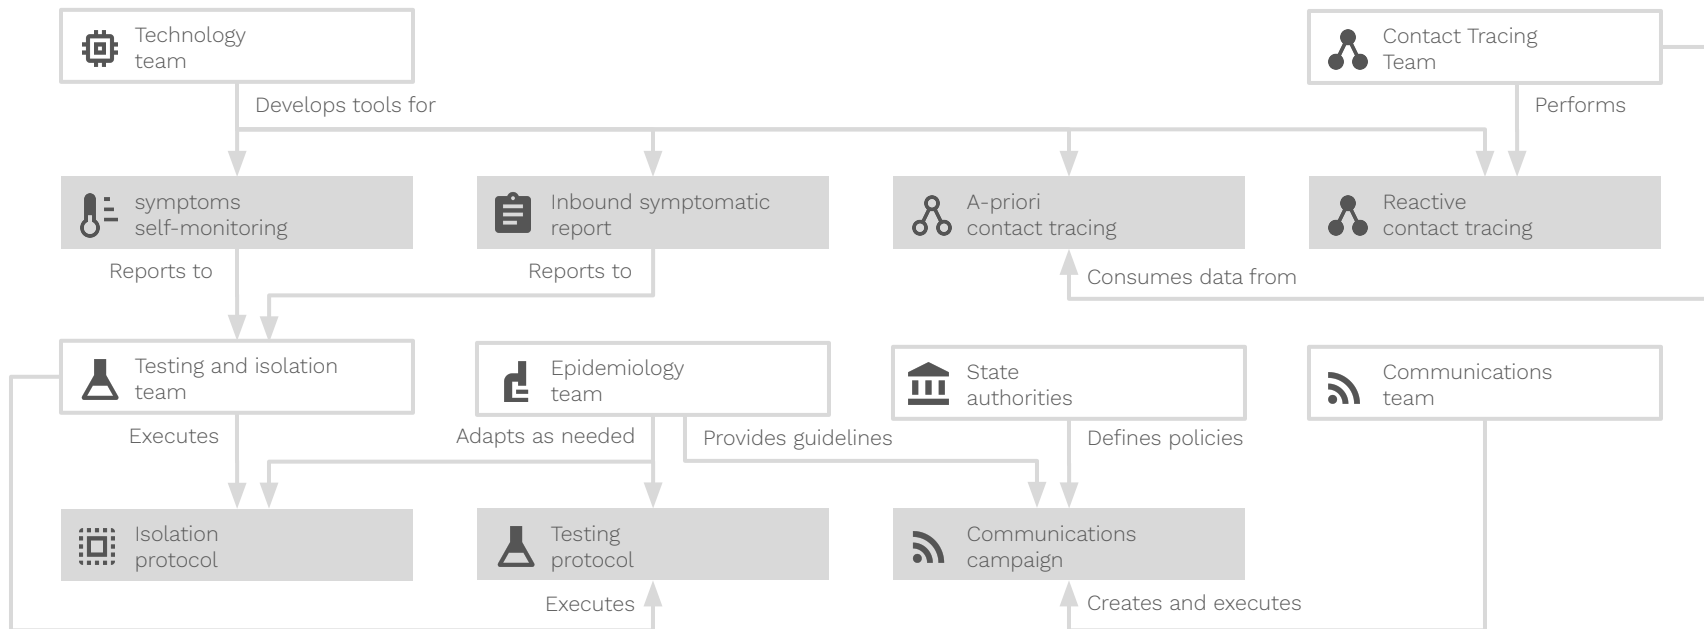 Technology
team
Contact Tracing
Team
Develops tools for
Performs
symptoms
self-monitoring
Inbound symptomatic
report
A-priori
contact tracing
Reactive
contact tracing
Reports to
Reports to
Consumes data from
Testing and isolation
team
Epidemiology
team
State
authorities
Communications
team
Executes
Adapts as needed
Provides guidelines
Defines policies
Isolation
protocol
Testing
protocol
Communications
campaign
Executes
Creates and executes